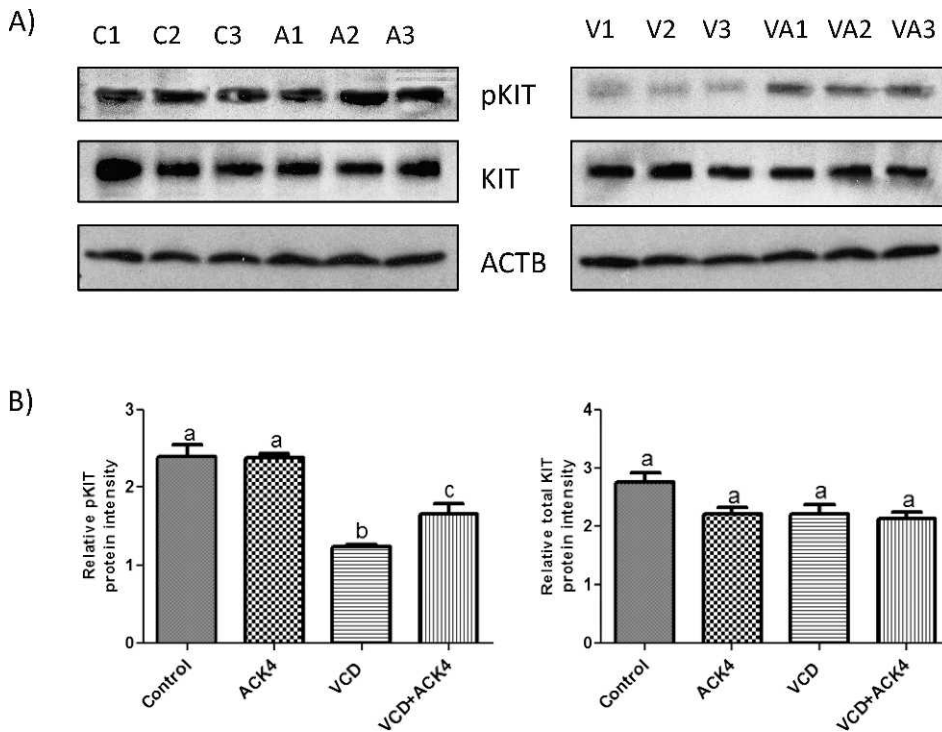 A)
C1 C2 C3 A1 A2 A3 V1 V2 V3 VA1 VA2 VA3
pKIT
KIT
ACTB
B)
Relative pKIT
protein intensity
3
2
1
0
a
a
b
c
Control
ACK4
VCD
VCD+ACK4
Relative total KIT
protein intensity
4
3
2
1
0
a
a
a
a
Control
ACK4
VCD
VCD+ACK4